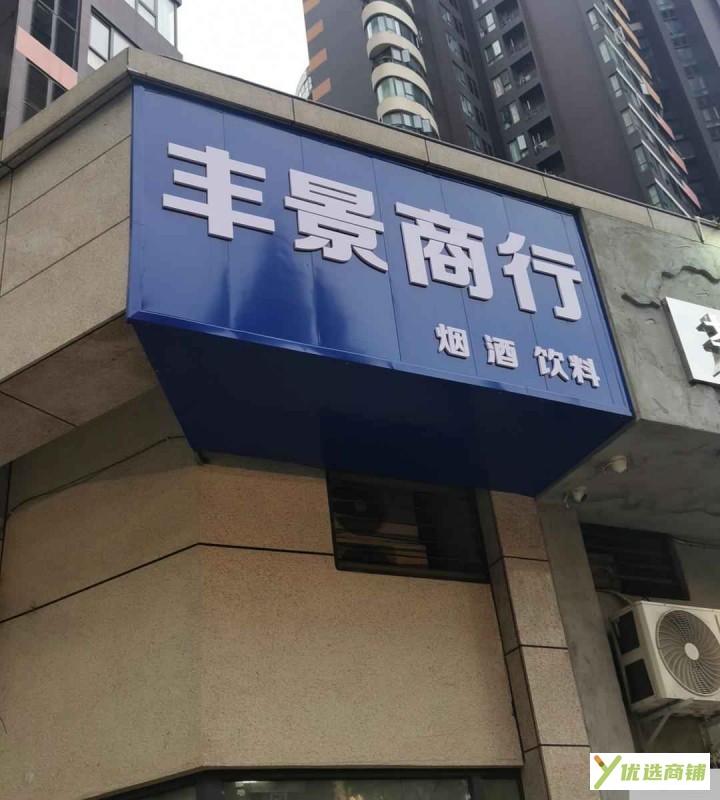 丰景商行
烟 酒 饮料
优选商铺